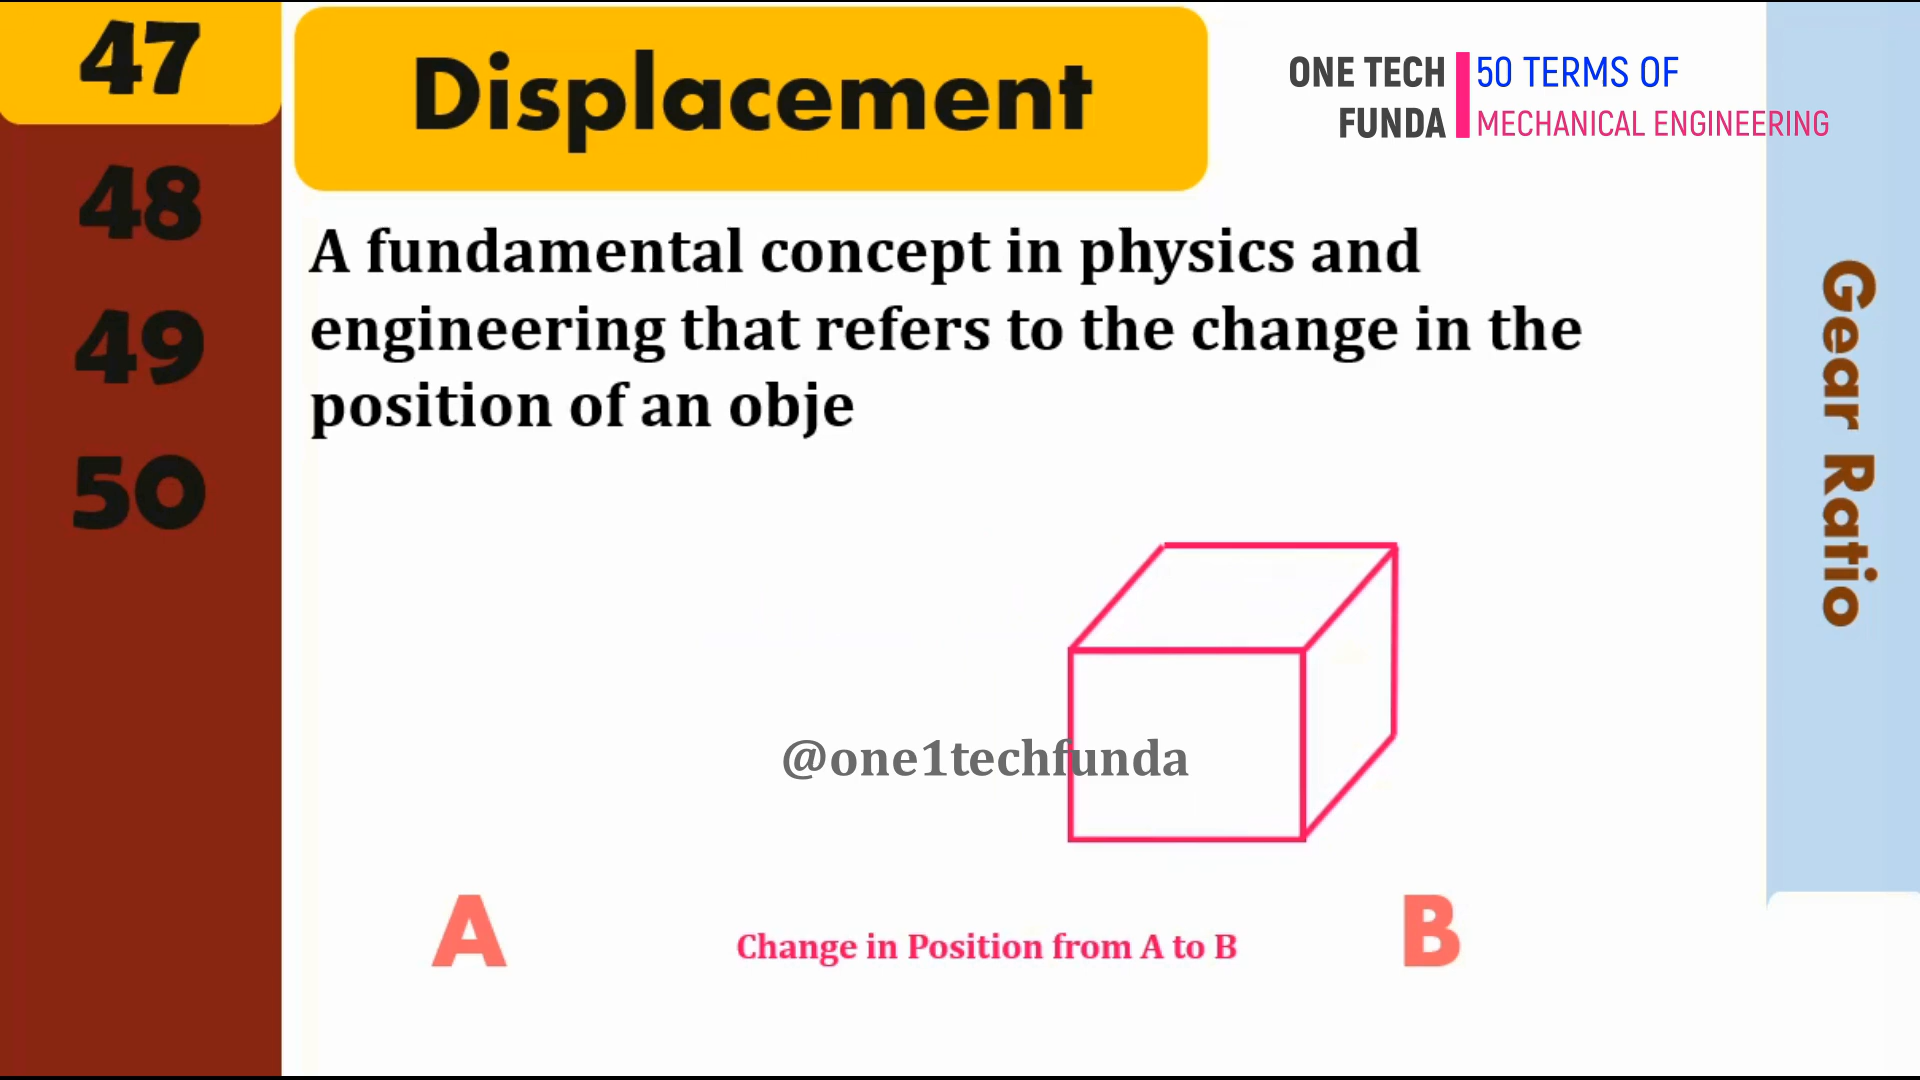 47
48
49
50
Displacement
ONE TECH
FUNDA
50 TERMS OF
MECHANICAL ENGINEERING
A fundamental concept in physics and
engineering that refers to the change in the
position of an obje
@one1techfunda
A
Change in Position from A to B
B
Gear Ratio